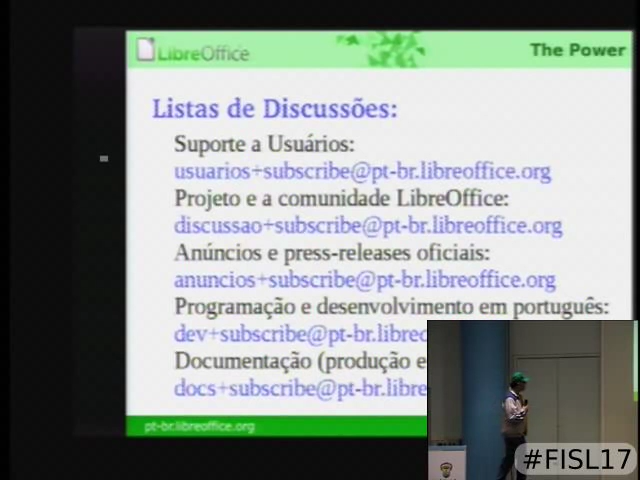 LibreOffice
The Power
Listas de Discussões:
Suporte a Usuários:
usuarios+subscribe@pt-br.libreoffice.org
Projeto e a comunidade LibreOffice:
discussao+subscribe@pt-br.libreoffice.org
Anúncios e press-releases oficiais:
anuncios+subscribe@pt-br.libreoffice.org
Programação e desenvolvimento em português:
dev+subscribe@pt-br.libreo
Documentação (produção e
docs+subscribe@pt-br.libre
pt-br.libreoffice.org
#FISL17